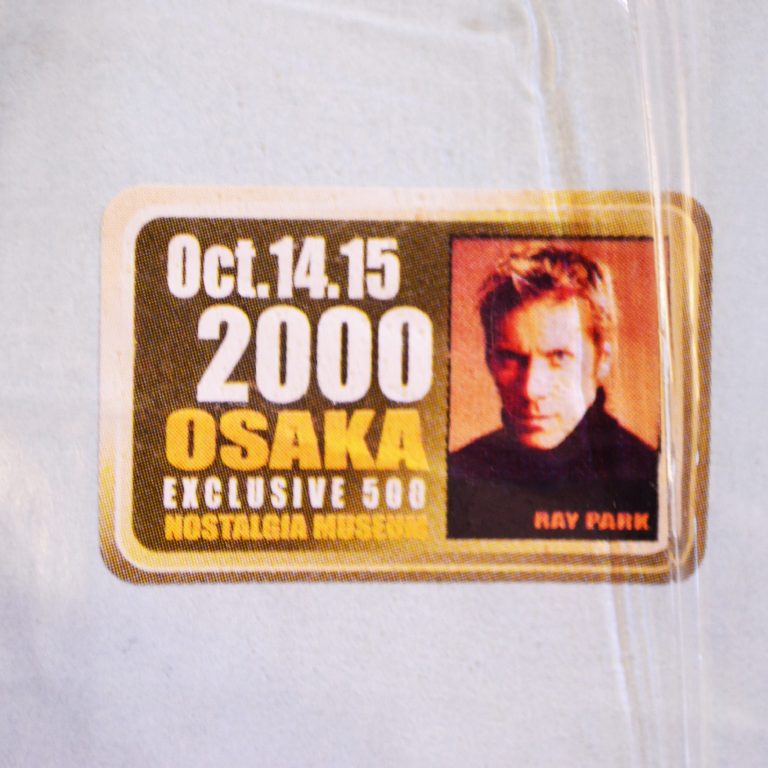 Oct.14.15
2000
OSAKA
EXCLUSIVE 500
NOSTALGIA MUSEUM
RAY PARK